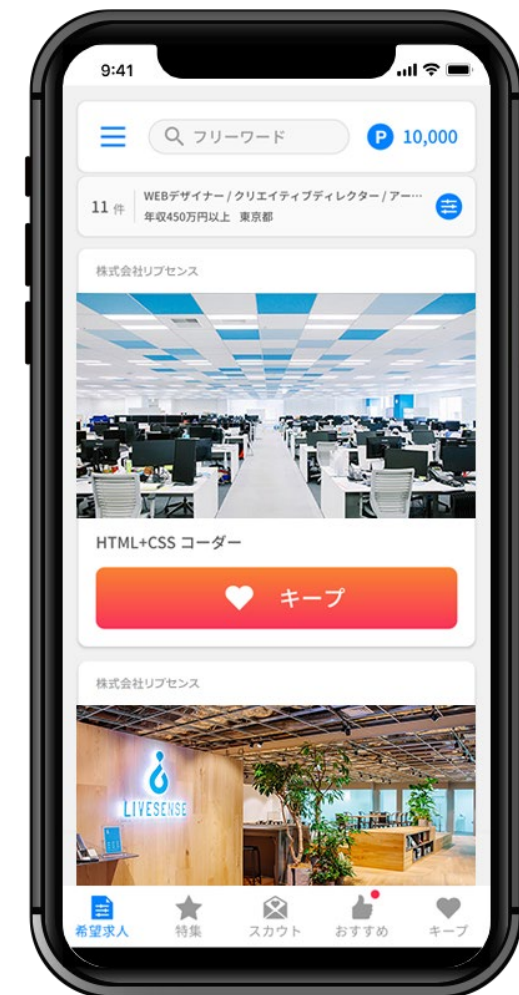 9:41
フリーワード
P 10,000
11 件
WEBデザイナー / クリエイティブディレクター / アー…
年収450万円以上 東京都
株式会社リブセンス
HTML+CSS コーダー
キープ
株式会社リブセンス
LIVESENSE
希望求人
特集
スカウト
おすすめ
キープ